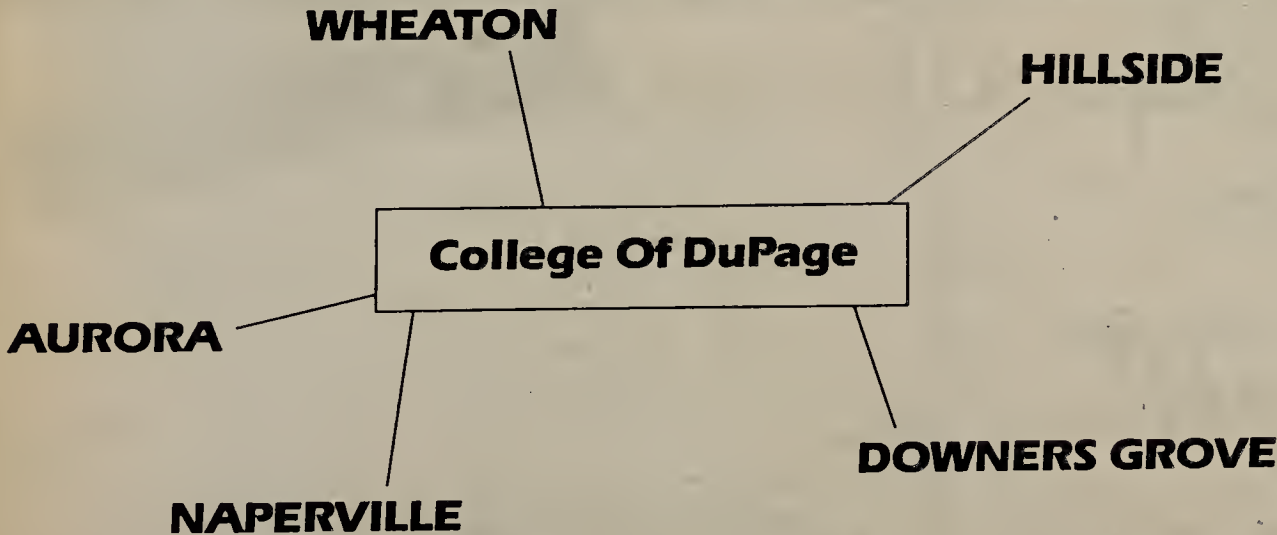 WHEATON
HILLSIDE
College Of DuPage
AURORA
DOWNERS GROVE
NAPERVILLE